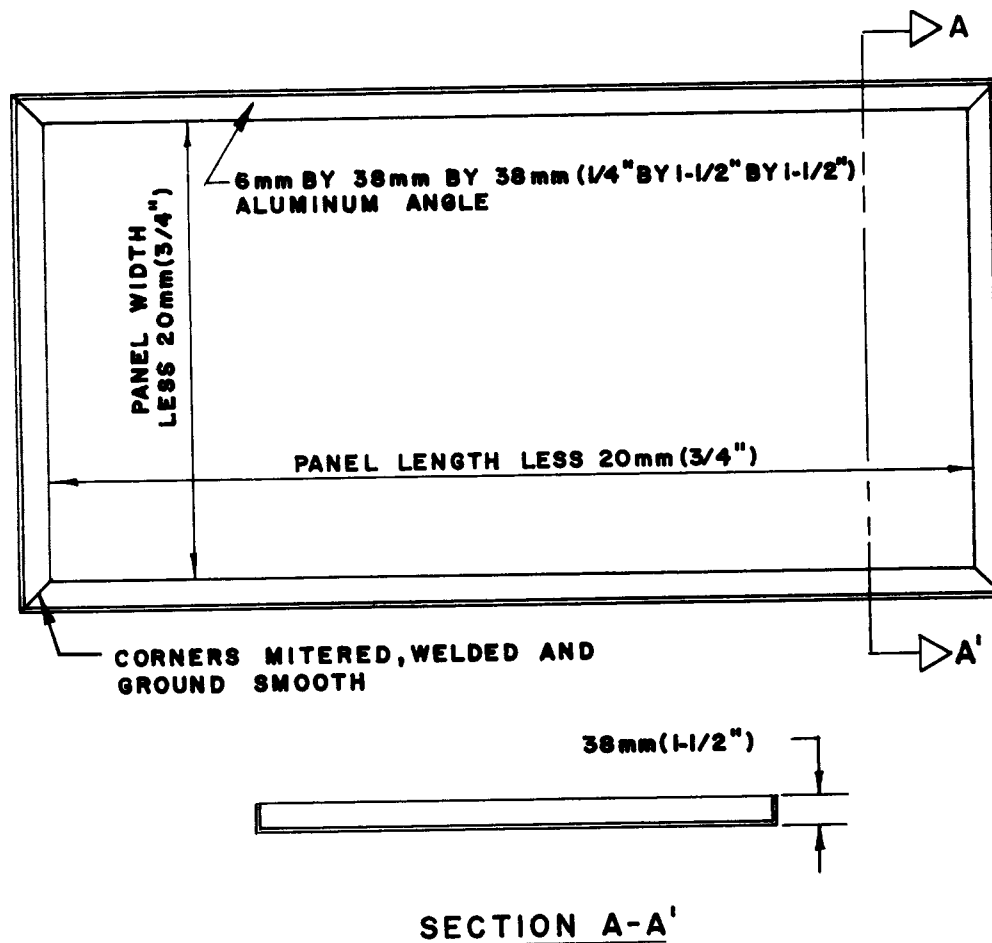 A
6mm BY 38mm BY 38mm (1/4" BY 1-1/2" BY 1-1/2")
ALUMINUM ANGLE
PANEL WIDTH
LESS 20mm (3/4")
PANEL LENGTH LESS 20mm (3/4")
A'
CORNERS MITERED, WELDED AND
GROUND SMOOTH
38mm (1-1/2")
SECTION A-A'